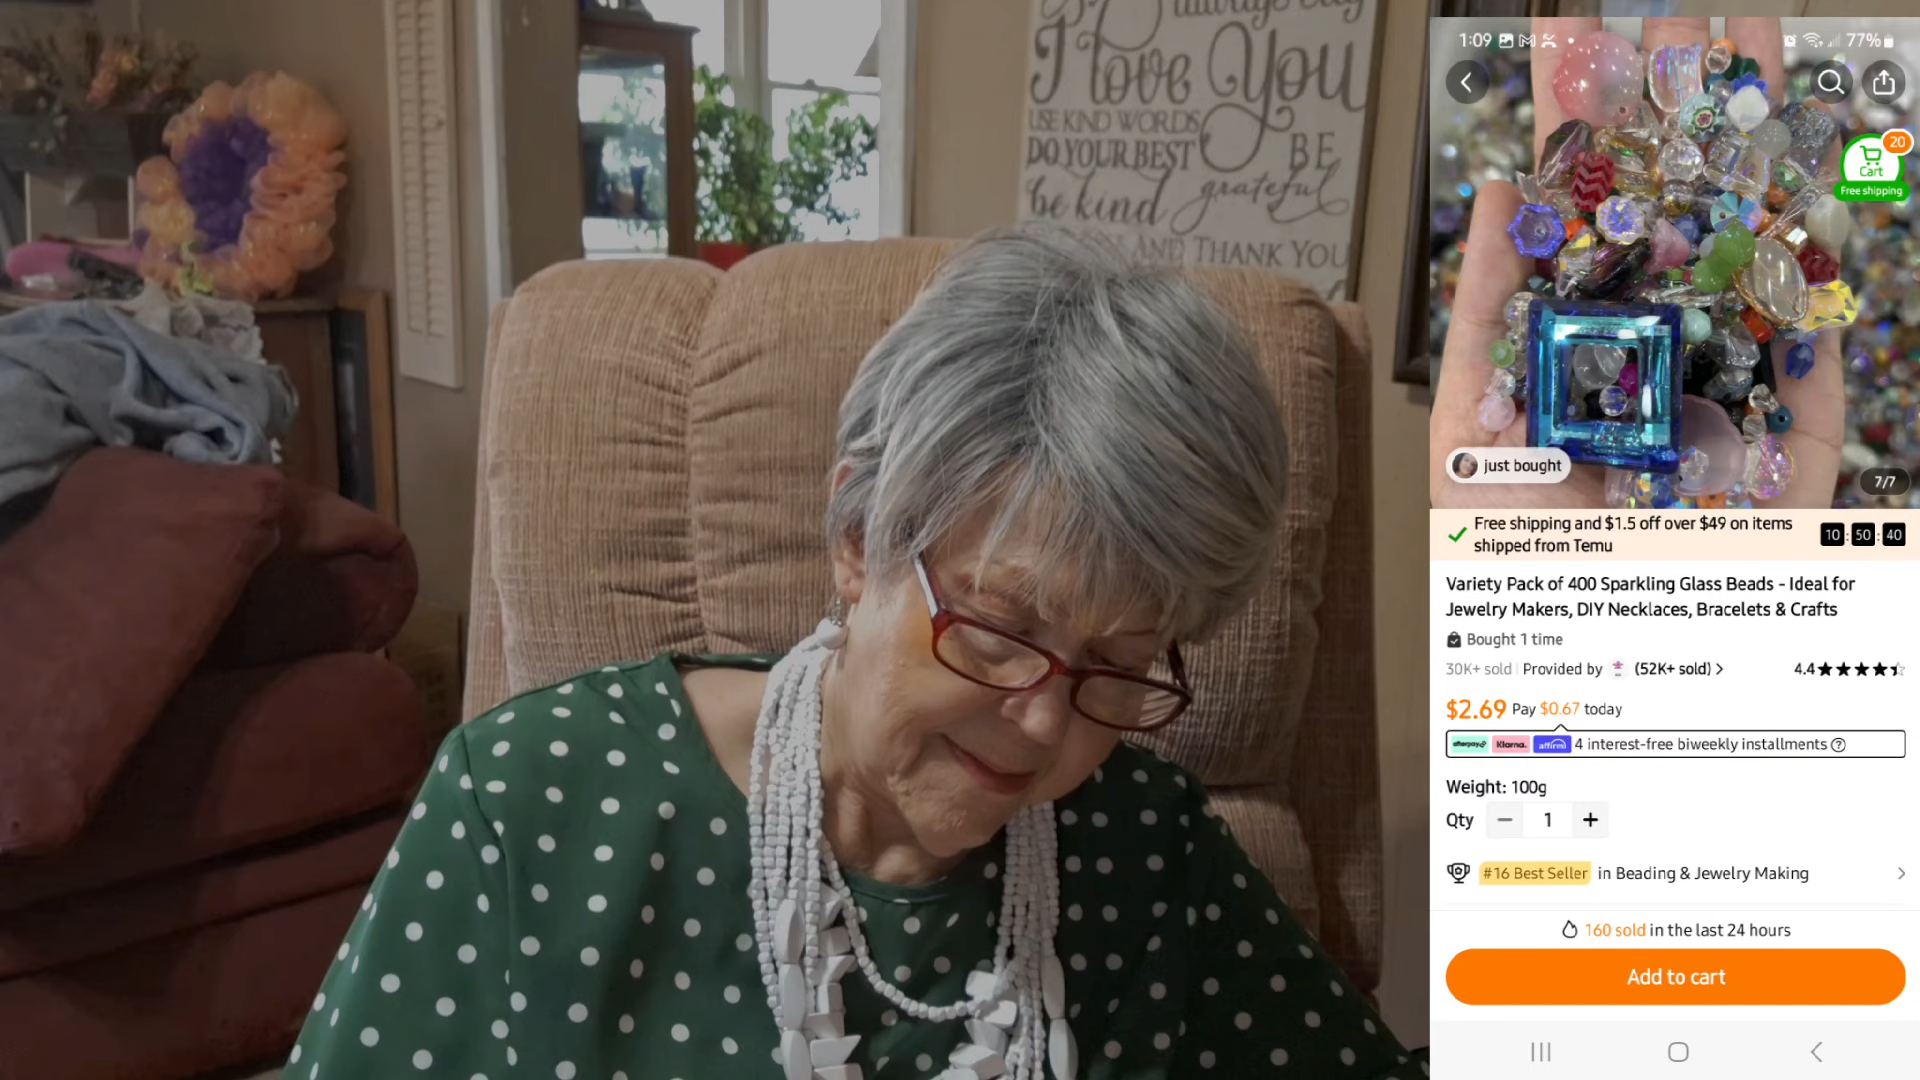 always say
I love You
USE KIND WORDS
DO YOUR BEST
BE
be kind
grateful
AND THANK YOU
1:09
77%
20
Cart
Free shipping
just bought
7/7
Free shipping and $1.5 off over $49 on items
shipped from Temu
10:50:40
Variety Pack of 400 Sparkling Glass Beads - Ideal for
Jewelry Makers, DIY Necklaces, Bracelets & Crafts
Bought 1 time
30K+ sold | Provided by (52K+ sold) >
4.4
$2.69 Pay $0.67 today
afterpay Klarna. affirm 4 interest-free biweekly installments
Weight: 100g
Qty − 1 +
#16 Best Seller in Beading & Jewelry Making
160 sold in the last 24 hours
Add to cart